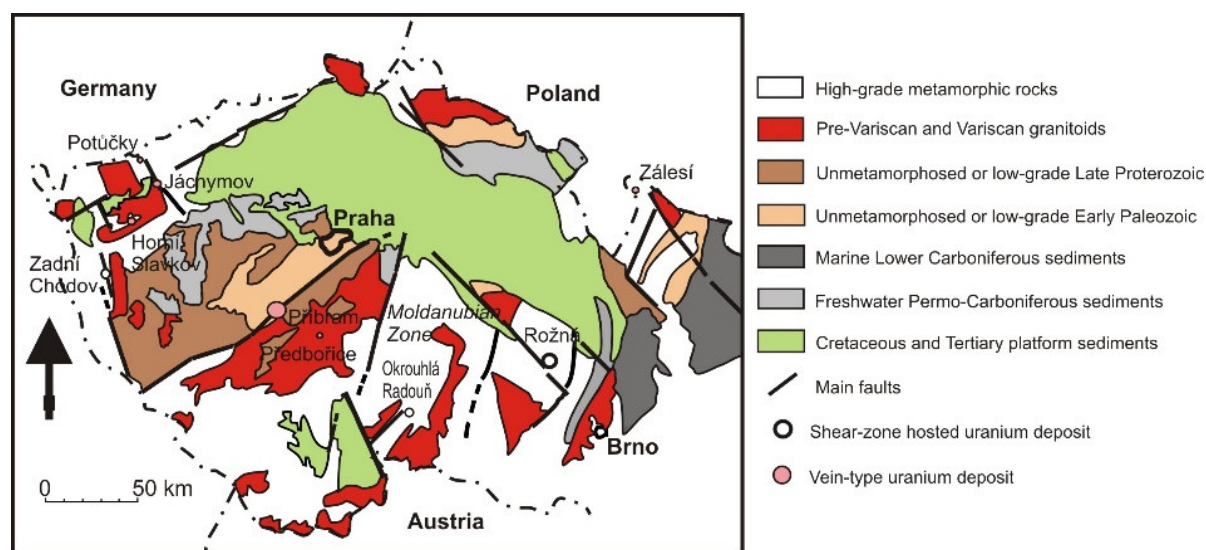 Germany
Poland
Potůčky
Jáchymov
Zálesí
Praha
Horní
Slavkov
Zadní
Chodov
Příbram
Moldanubian
Zone
Rožná
Předbořice
Okrouhlá
Radouň
Brno
0 50 km
Austria
High-grade metamorphic rocks
Pre-Variscan and Variscan granitoids
Unmetamorphosed or low-grade Late Proterozoic
Unmetamorphosed or low-grade Early Paleozoic
Marine Lower Carboniferous sediments
Freshwater Permo-Carboniferous sediments
Cretaceous and Tertiary platform sediments
Main faults
Shear-zone hosted uranium deposit
Vein-type uranium deposit